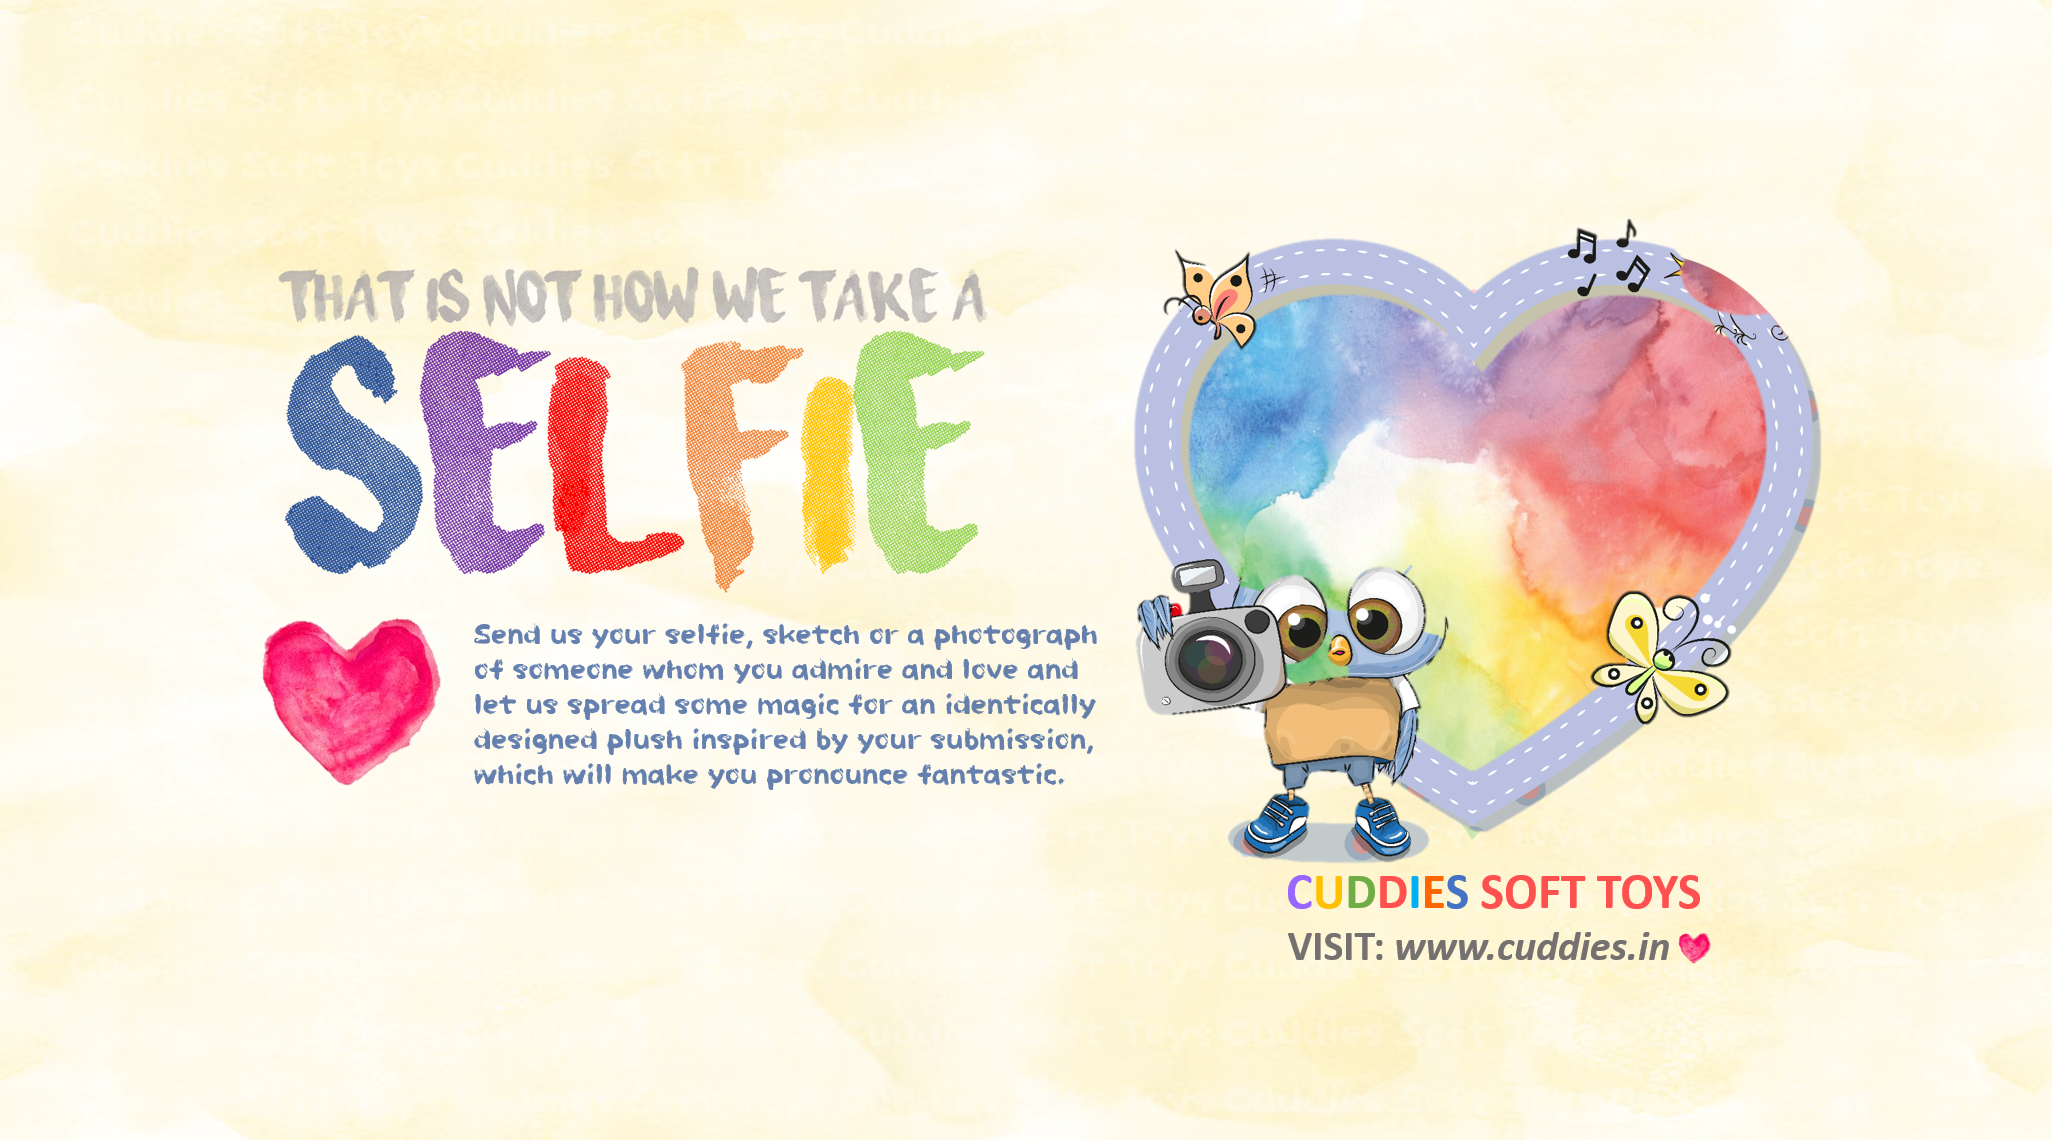 THAT IS NOT HOW WE TAKE A
SELFIE
Send us your selfie, sketch or a photograph
of someone whom you admire and love and
let us spread some magic for an identically
designed plush inspired by your submission,
which will make you pronounce fantastic.
CUDDIES SOFT TOYS
VISIT: www.cuddies.in